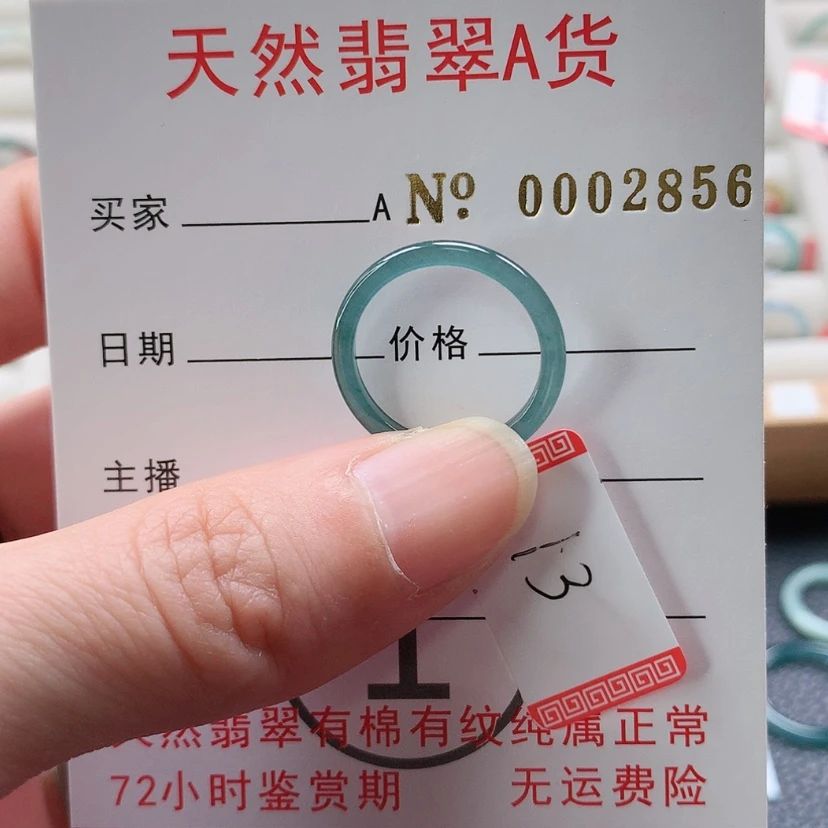 天然翡翠A货
买家 A Nº 0002856
日期 价格
主播
13
天然翡翠有棉有纹纯属正常
72小时鉴赏期 无运费险